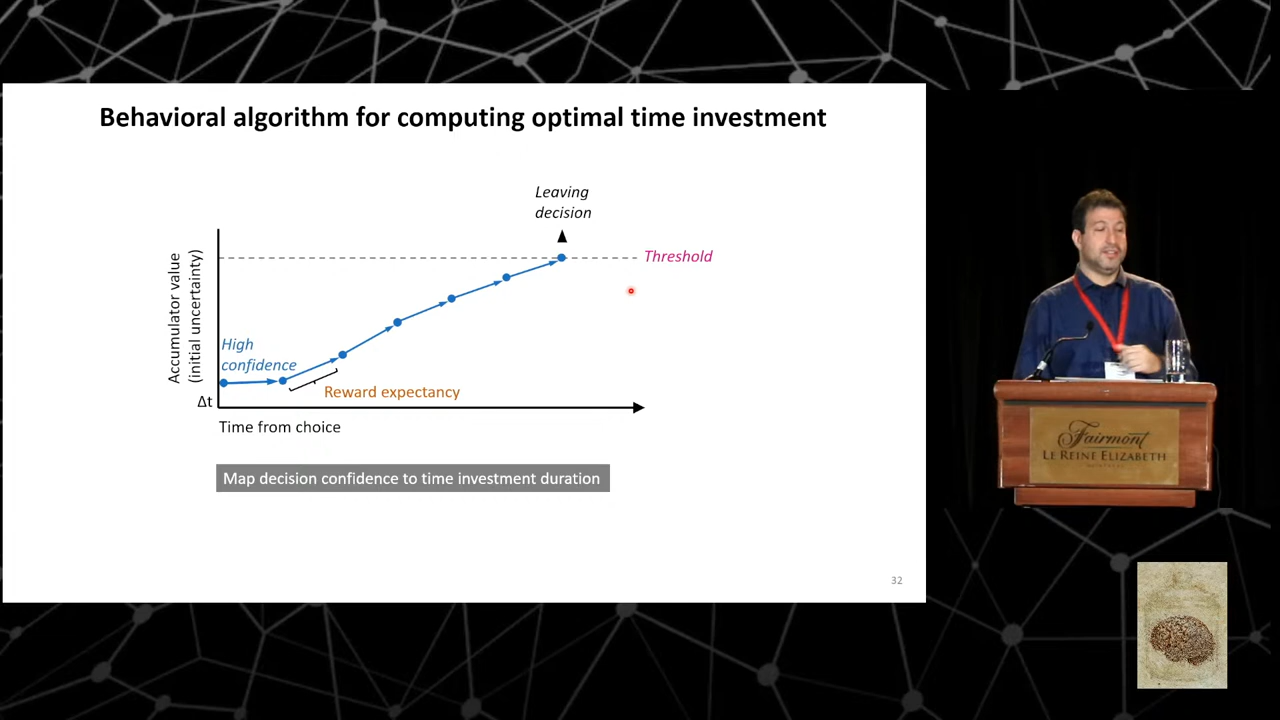 Behavioral algorithm for computing optimal time investment
Leaving
decision
Threshold
Accumulator value
(initial uncertainty)
High
confidence
Reward expectancy
Δt
Time from choice
Map decision confidence to time investment duration
32
Fairmont
LE REINE ELIZABETH